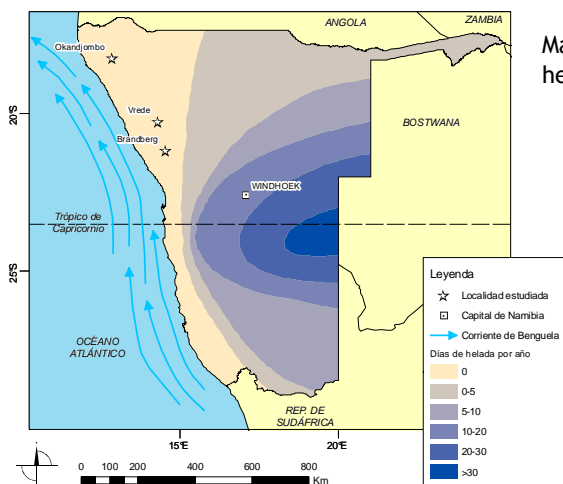 ANGOLA
ZAMBIA
Okandjombo
Ma
he
20°S
Vrede
Brandberg
BOSTWANA
WINDHOEK
Trópico de
Capricornio
25°S
OCÉANO
ATLÁNTICO
REP. DE
SUDÁFRICA
15°E
20°E
0 100 200 400 600 800
Km
Leyenda
Localidad estudiada
Capital de Namibia
Corriente de Benguela
Días de helada por año
0
0-5
5-10
10-20
20-30
>30